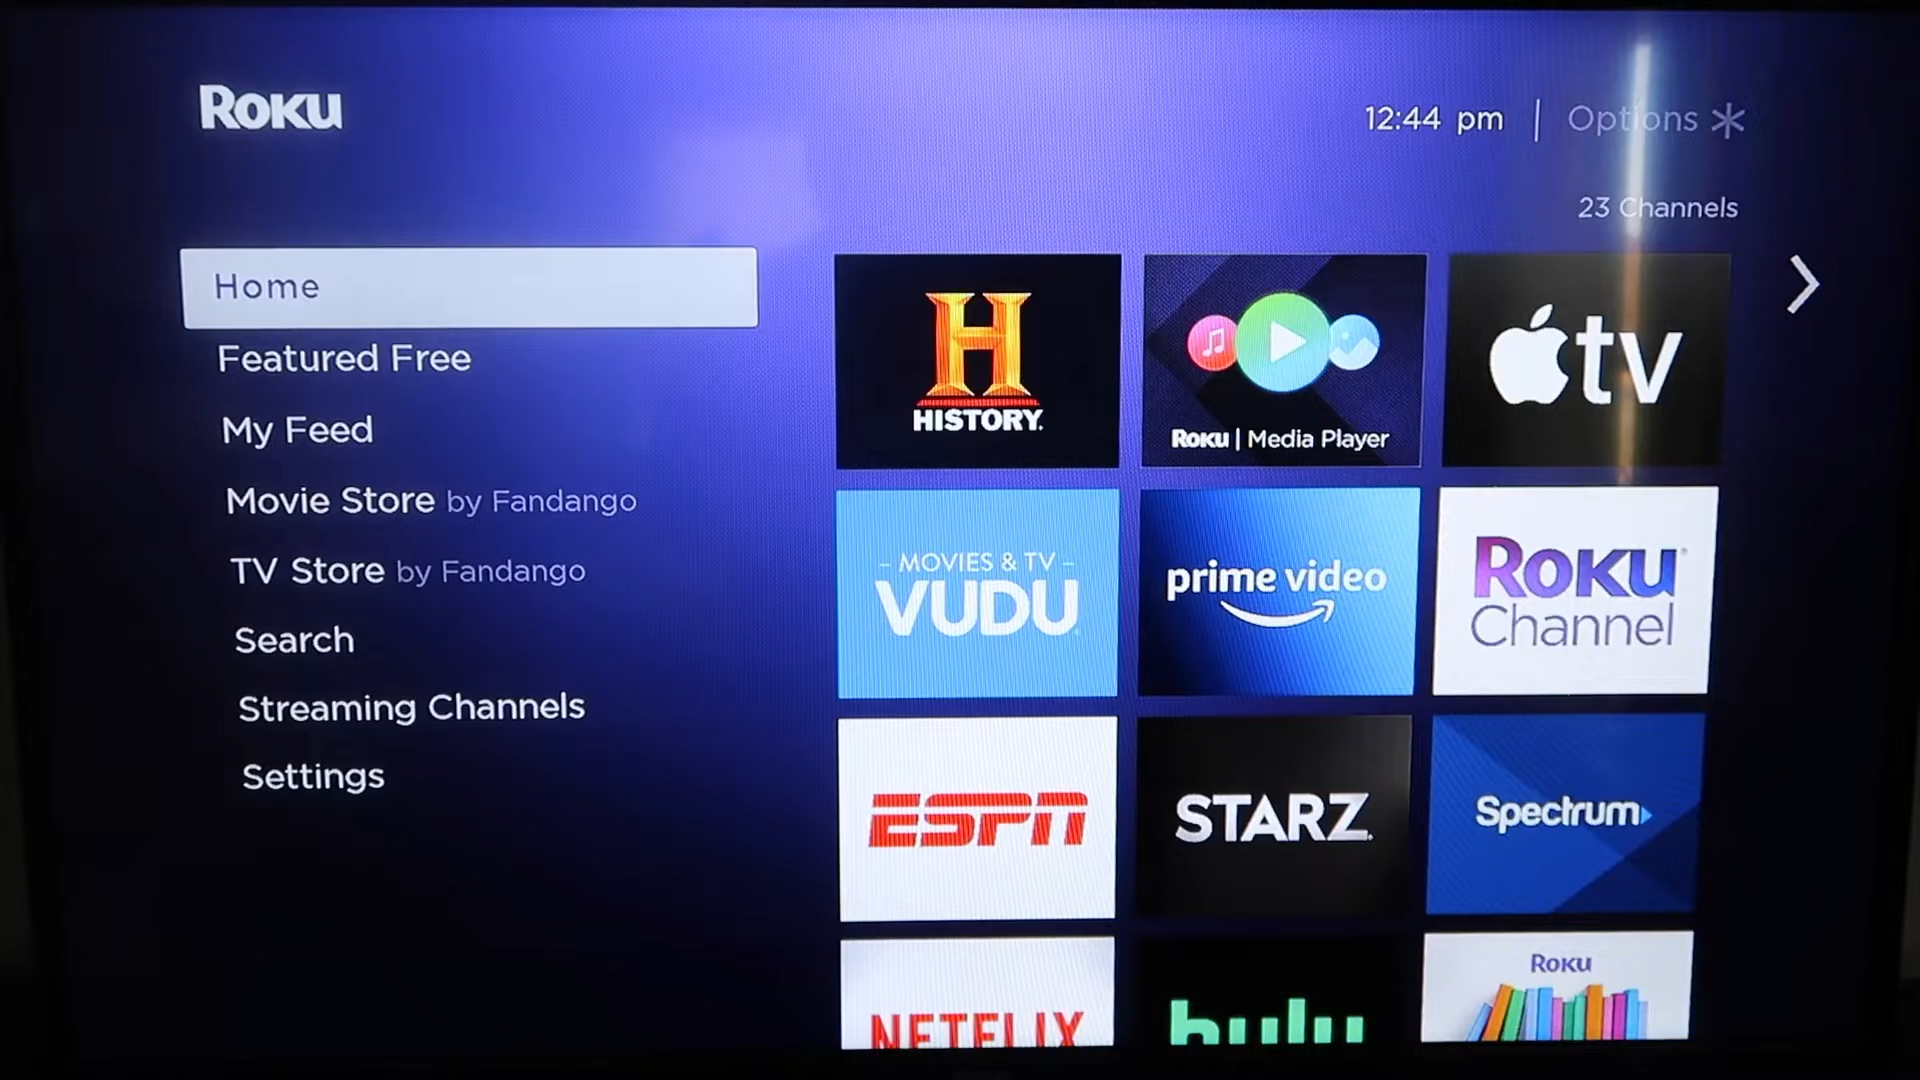 Roku
12:44 pm | Options *
23 Channels
Home
Featured Free
My Feed
Movie Store by Fandango
TV Store by Fandango
Search
Streaming Channels
Settings
H
HISTORY.
Roku | Media Player
tv
- MOVIES & TV -
VUDU
prime video
Roku
Channel
ESPN
STARZ
Spectrum
NETFLIX
hulu
Roku